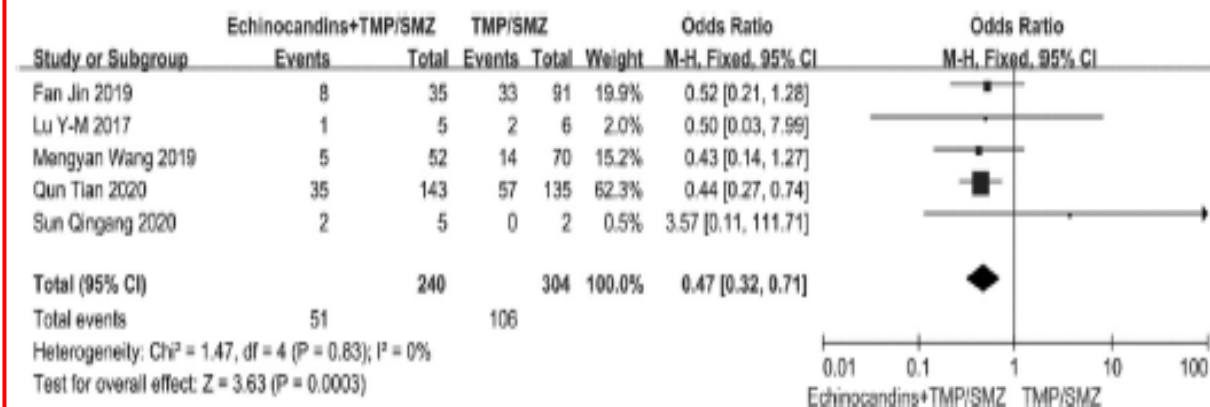 Echinocandins+TMP/SMZ TMP/SMZ Odds Ratio Odds Ratio
Study or Subgroup Events Total Events Total Weight M-H, Fixed, 95% CI M-H, Fixed, 95% CI
Fan Jin 2019 8 35 33 91 19.9% 0.52 [0.21, 1.28]
Lu Y-M 2017 1 5 2 6 2.0% 0.50 [0.03, 7.99]
Mengyan Wang 2019 5 52 14 70 15.2% 0.43 [0.14, 1.27]
Qun Tian 2020 35 143 57 135 62.3% 0.44 [0.27, 0.74]
Sun Qingang 2020 2 5 0 2 0.5% 3.57 [0.11, 111.71]
Total (95% CI) 240 304 100.0% 0.47 [0.32, 0.71]
Total events 51 106
Heterogeneity: Chi² = 1.47, df = 4 (P = 0.83); I² = 0%
Test for overall effect: Z = 3.63 (P = 0.0003)
0.01 0.1 1 10 100
Echinocandins+TMP/SMZ TMP/SMZ